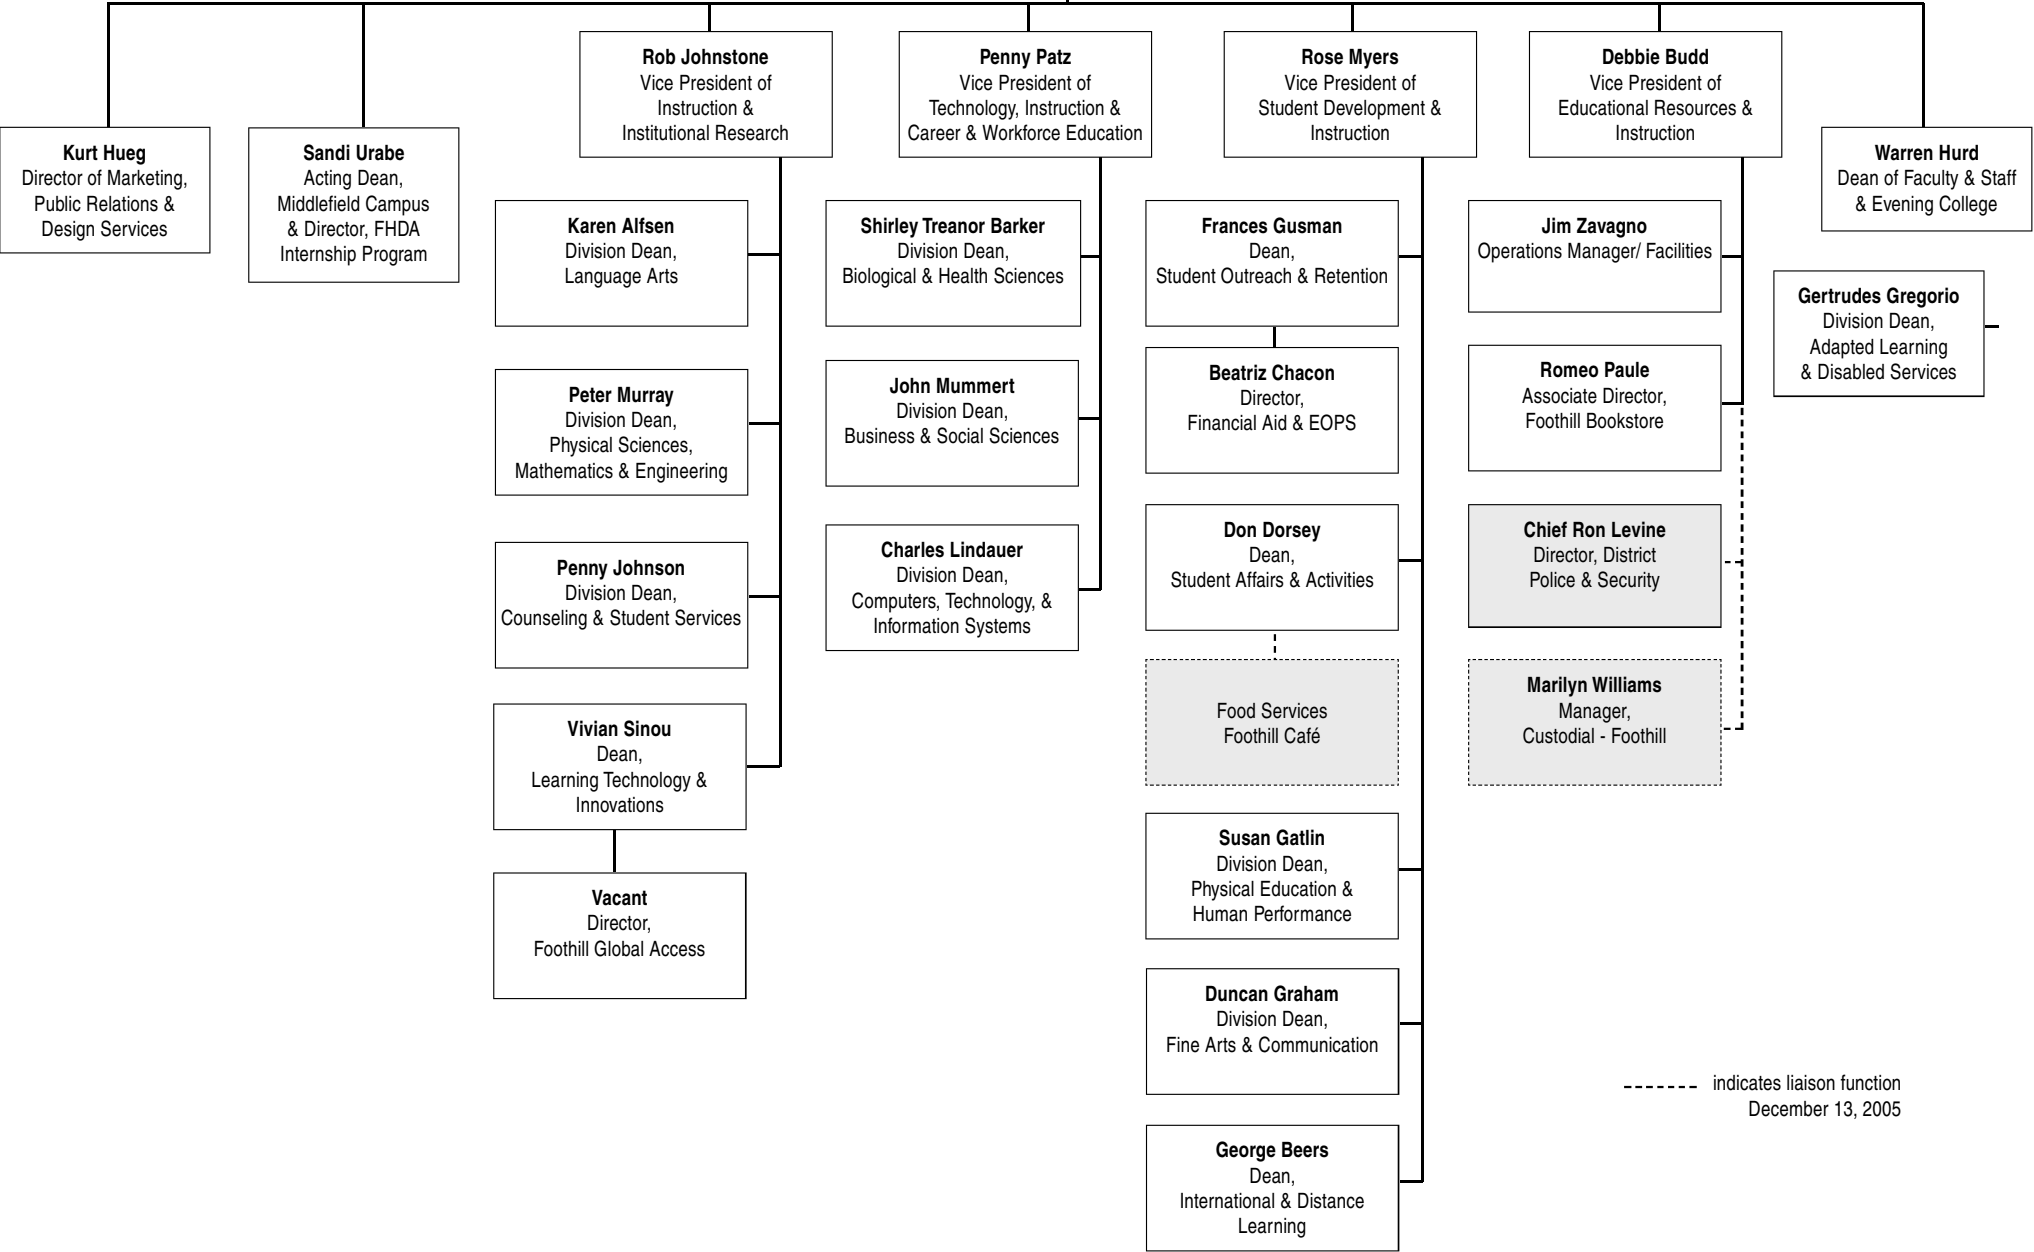 Kurt Hueg
Director of Marketing,
Public Relations &
Design Services
Sandi Urabe
Acting Dean,
Middlefield Campus
& Director, FHDA
Internship Program
Rob Johnstone
Vice President of
Instruction &
Institutional Research
Karen Alfsen
Division Dean,
Language Arts
Peter Murray
Division Dean,
Physical Sciences,
Mathematics & Engineering
Penny Johnson
Division Dean,
Counseling & Student Services
Vivian Sinou
Dean,
Learning Technology &
Innovations
Vacant
Director,
Foothill Global Access
Penny Patz
Vice President of
Technology, Instruction &
Career & Workforce Education
Shirley Treanor Barker
Division Dean,
Biological & Health Sciences
John Mummert
Division Dean,
Business & Social Sciences
Charles Lindauer
Division Dean,
Computers, Technology, &
Information Systems
Rose Myers
Vice President of
Student Development &
Instruction
Frances Gusman
Dean,
Student Outreach & Retention
Beatriz Chacon
Director,
Financial Aid & EOPS
Don Dorsey
Dean,
Student Affairs & Activities
Food Services
Foothill Café
Susan Gatlin
Division Dean,
Physical Education &
Human Performance
Duncan Graham
Division Dean,
Fine Arts & Communication
George Beers
Dean,
International & Distance
Learning
Debbie Budd
Vice President of
Educational Resources &
Instruction
Jim Zavagno
Operations Manager/ Facilities
Romeo Paule
Associate Director,
Foothill Bookstore
Chief Ron Levine
Director, District
Police & Security
Marilyn Williams
Manager,
Custodial - Foothill
Warren Hurd
Dean of Faculty & Staff
& Evening College
Gertrudes Gregorio
Division Dean,
Adapted Learning
& Disabled Services
indicates liaison function
December 13, 2005